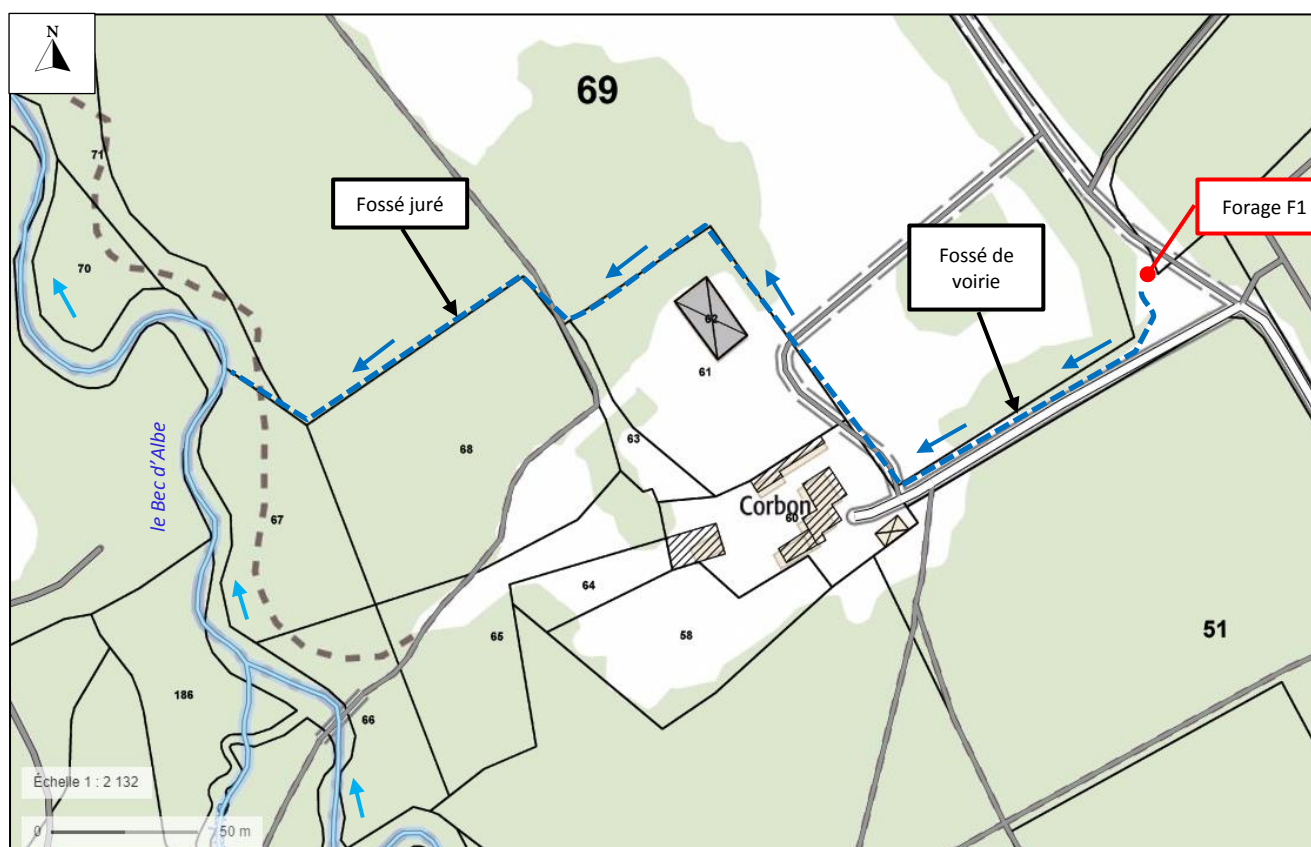 N
69
71
Fossé juré
Forage F1
Fossé de
voirie
70
62
61
68
63
le Bec d'Albe
Corbon
60
67
64
58
65
51
186
66
Échelle 1 : 2 132
0 50 m